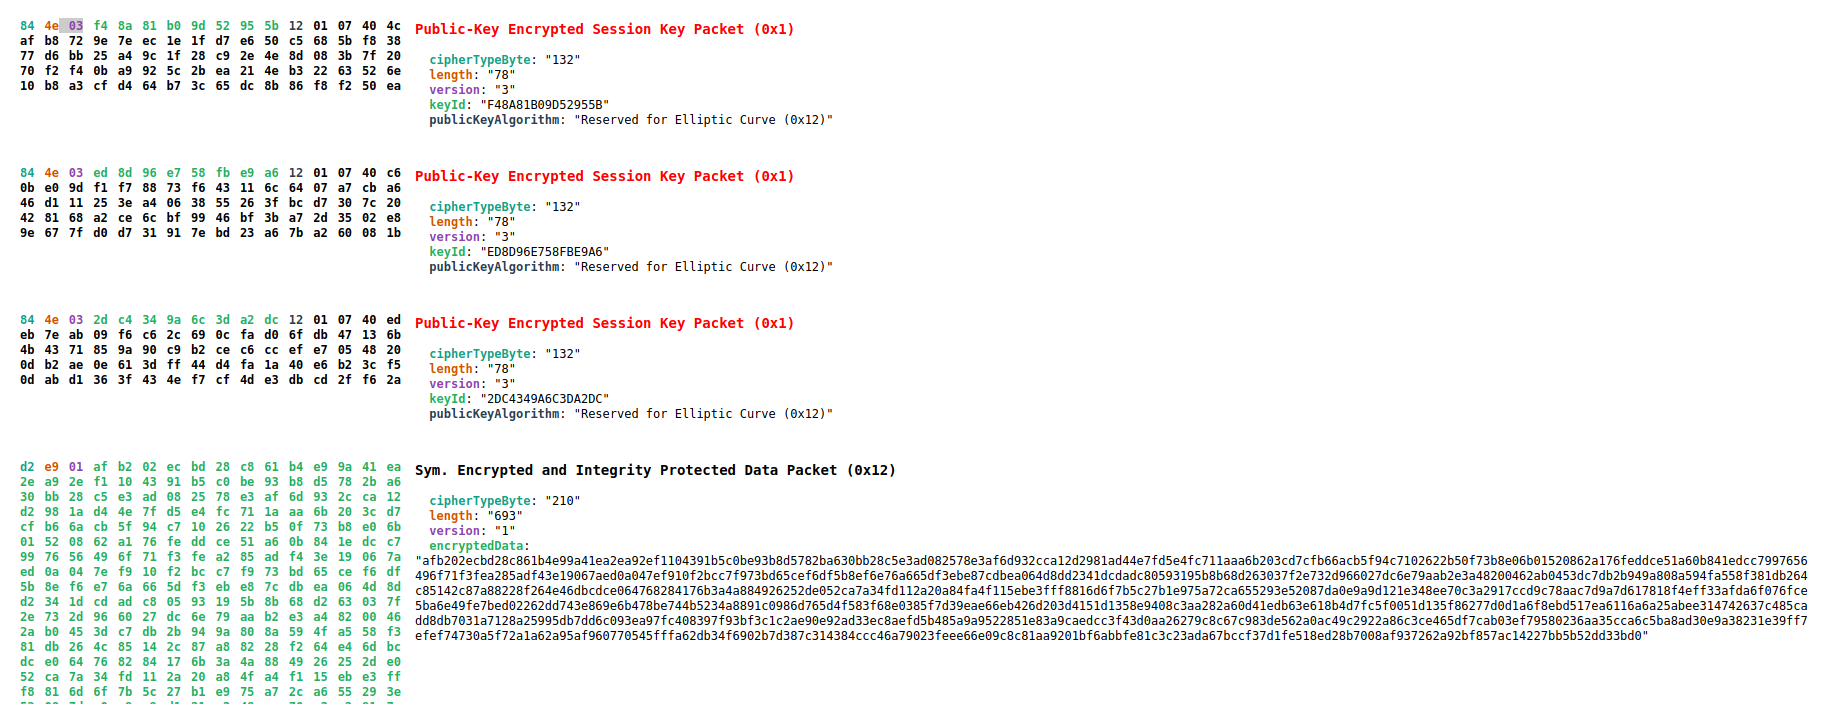 84 4e 03 f4 8a 81 b0 9d 52 95 5b 12 01 07 40 4c
af b8 72 9e 7e ec 1e 1f d7 e6 50 c5 68 5b f8 38
77 d6 bb 25 a4 9c 1f 28 c9 2e 4e 8d 08 3b 7f 20
70 f2 f4 0b a9 92 5c 2b ea 21 4e b3 22 63 52 6e
10 b8 a3 cf d4 64 b7 3c 65 dc 8b 86 f8 f2 50 ea
Public-Key Encrypted Session Key Packet (0x1)
cipherTypeByte: "132"
length: "78"
version: "3"
keyId: "F48A81B09D52955B"
publicKeyAlgorithm: "Reserved for Elliptic Curve (0x12)"
84 4e 03 ed 8d 96 e7 58 fb e9 a6 12 01 07 40 c6
0b e0 9d f1 f7 88 73 f6 43 11 6c 64 07 a7 cb a6
46 d1 11 25 3e a4 06 38 55 26 3f bc d7 30 7c 20
42 81 68 a2 ce 6c bf 99 46 bf 3b a7 2d 35 02 e8
9e 67 7f d0 d7 31 91 7e bd 23 a6 7b a2 60 08 1b
Public-Key Encrypted Session Key Packet (0x1)
cipherTypeByte: "132"
length: "78"
version: "3"
keyId: "ED8D96E758FBE9A6"
publicKeyAlgorithm: "Reserved for Elliptic Curve (0x12)"
84 4e 03 2d c4 34 9a 6c 3d a2 dc 12 01 07 40 ed
eb 7e ab 09 f6 c6 2c 69 0c fa d0 6f db 47 13 6b
4b 43 71 85 9a 90 c9 b2 ce c6 cc ef e7 05 48 20
0d b2 ae 0e 61 3d ff 44 d4 fa 1a 40 e6 b2 3c f5
0d ab d1 36 3f 43 4e f7 cf 4d e3 db cd 2f f6 2a
Public-Key Encrypted Session Key Packet (0x1)
cipherTypeByte: "132"
length: "78"
version: "3"
keyId: "2DC4349A6C3DA2DC"
publicKeyAlgorithm: "Reserved for Elliptic Curve (0x12)"
d2 e9 01 af b2 02 ec bd 28 c8 61 b4 e9 9a 41 ea
2e a9 2e f1 10 43 91 b5 c0 be 93 b8 d5 78 2b a6
30 bb 28 c5 e3 ad 08 25 78 e3 af 6d 93 2c ca 12
d2 98 1a d4 4e 7f d5 e4 fc 71 1a aa 6b 20 3c d7
cf b6 6a cb 5f 94 c7 10 26 22 b5 0f 73 b8 e0 6b
01 52 08 62 a1 76 fe dd ce 51 a6 0b 84 1e dc c7
99 76 56 49 6f 71 f3 fe a2 85 ad f4 3e 19 06 7a
ed 0a 04 7e f9 10 f2 bc c7 f9 73 bd 65 ce f6 df
5b 8e f6 e7 6a 66 5d f3 eb e8 7c db ea 06 4d 8d
d2 34 1d cd ad c8 05 93 19 5b 8b 68 d2 63 03 7f
2e 73 2d 96 60 27 dc 6e 79 aa b2 e3 a4 82 00 46
2a b0 45 3d c7 db 2b 94 9a 80 8a 59 4f a5 58 f3
81 db 26 4c 85 14 2c 87 a8 82 28 f2 64 e4 6d bc
dc e0 64 76 82 84 17 6b 3a 4a 88 49 26 25 2d e0
52 ca 7a 34 fd 11 2a 20 a8 4f a4 f1 15 eb e3 ff
f8 81 6d 6f 7b 5c 27 b1 e9 75 a7 2c a6 55 29 3e
Sym. Encrypted and Integrity Protected Data Packet (0x12)
cipherTypeByte: "210"
length: "693"
version: "1"
encryptedData:
"afb202ecbd28c861b4e99a41ea2ea92ef1104391b5c0be93b8d5782ba630bb28c5e3ad082578e3af6d932cca12d2981ad44e7fd5e4fc711aaa6b203cd7cfb66acb5f94c7102622b50f73b8e06b01520862a176feddce51a60b841edcc7997656
496f71f3fea285adf43e19067aed0a047ef910f2bcc7f973bd65cef6df5b8ef6e76a665df3ebe87cdbea064d8dd2341dcdadc80593195b8b68d263037f2e732d966027dc6e79aab2e3a48200462ab0453dc7db2b949a808a594fa558f381db264
c85142c87a88228f264e46dbcdce064768284176b3a4a884926252de052ca7a34fd112a20a84fa4f115ebe3fff8816d6f7b5c27b1e975a72ca655293e52087da0e9a9d121e348ee70c3a2917ccd9c78aac7d9a7d617818f4eff33afda6f076fce
5ba6e49fe7bed02262dd743e869e6b478be744b5234a8891c0986d765d4f583f68e0385f7d39eae66eb426d203d4151d1358e9408c3aa282a60d41edb63e618b4d7fc5f0051d135f86277d0d1a6f8ebd517ea6116a6a25abee314742637c485ca
dd8db7031a7128a25995db7dd6c093ea97fc408397f93bf3c1c2ae90e92ad33ec8aefd5b485a9a9522851e83a9caedcc3f43d0aa26279c8c67c983de562a0ac49c2922a86c3ce465df7cab03ef79580236aa35cca6c5ba8ad30e9a38231e39ff7
efef74730a5f72a1a62a95af960770545fffa62db34f6902b7d387c314384ccc46a79023feee66e09c8c81aa9201bf6abbfe81c3c23ada67bccf37d1fe518ed28b7008af937262a92bf857ac14227bb5b52dd33bd0"